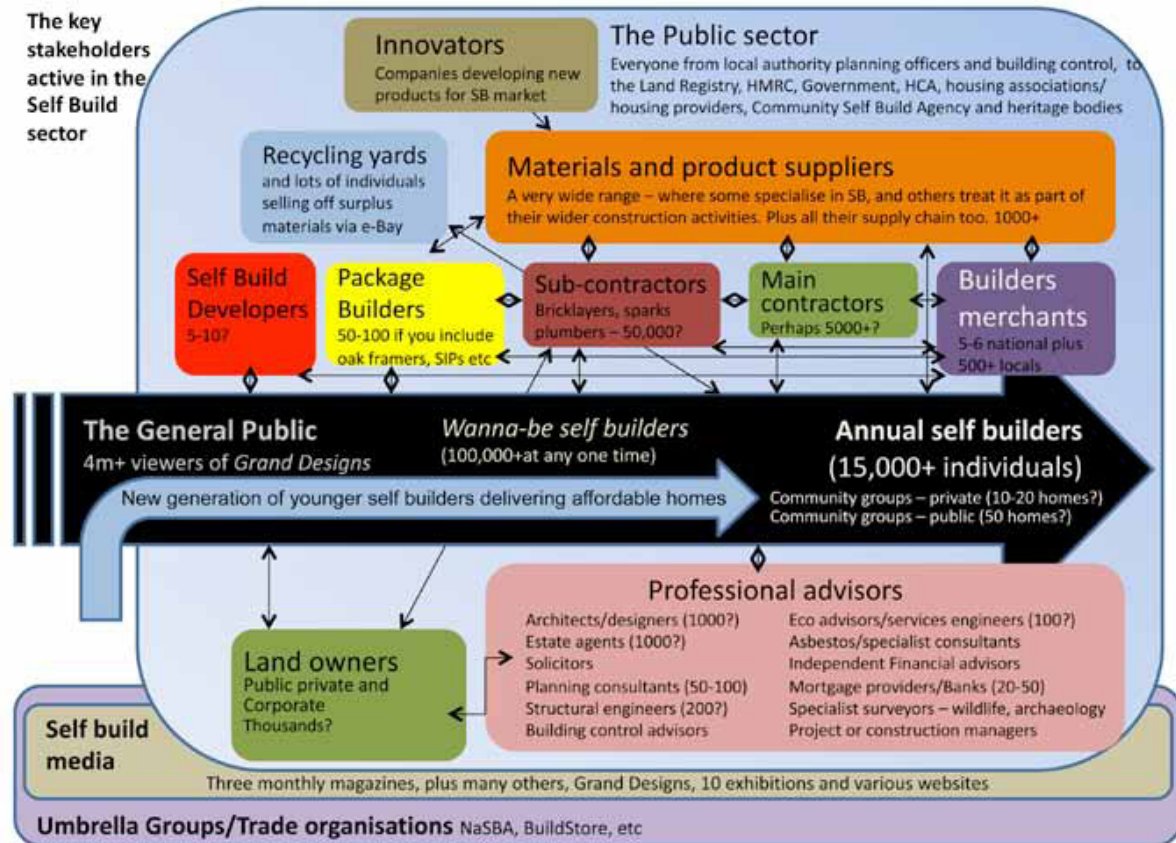 The key
stakeholders
active in the
Self Build
sector
Innovators
Companies developing new
products for SB market
The Public sector
Everyone from local authority planning officers and building control, to
the Land Registry, HMRC, Government, HCA, housing associations/
housing providers, Community Self Build Agency and heritage bodies
Recycling yards
and lots of individuals
selling off surplus
materials via e-Bay
Materials and product suppliers
A very wide range – where some specialise in SB, and others treat it as part of
their wider construction activities. Plus all their supply chain too. 1000+
Self Build
Developers
5-10?
Package
Builders
50-100 if you include
oak framers, SIPs etc
Sub-contractors
Bricklayers, sparks
plumbers – 50,000?
Main
contractors
Perhaps 5000+?
Builders
merchants
5-6 national plus
500+ locals
The General Public
4m+ viewers of Grand Designs
Wanna-be self builders
(100,000+at any one time)
Annual self builders
(15,000+ individuals)
Community groups – private (10-20 homes?)
Community groups – public (50 homes?)
New generation of younger self builders delivering affordable homes
Land owners
Public private and
Corporate
Thousands?
Professional advisors
Architects/designers (1000?)
Estate agents (1000?)
Solicitors
Planning consultants (50-100)
Structural engineers (200?)
Building control advisors
Eco advisors/services engineers (100?)
Asbestos/specialist consultants
Independent Financial advisors
Mortgage providers/Banks (20-50)
Specialist surveyors – wildlife, archaeology
Project or construction managers
Self build
media
Three monthly magazines, plus many others, Grand Designs, 10 exhibitions and various websites
Umbrella Groups/Trade organisations NaSBA, BuildStore, etc